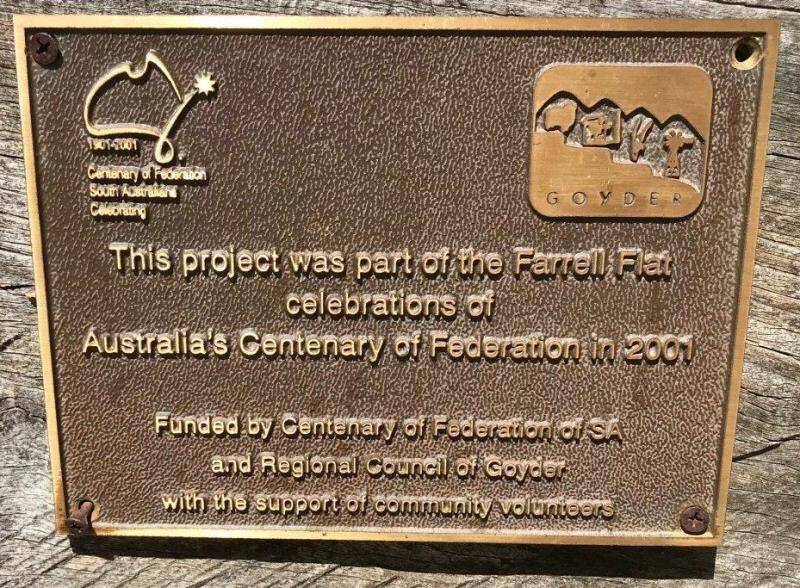 1901-2001
Centenary of Federation
South Australians
Celebrating
GOYDER
This project was part of the Farrell Flat
celebrations of
Australia's Centenary of Federation in 2001
Funded by Centenary of Federation of SA
and Regional Council of Goyder
with the support of community volunteers